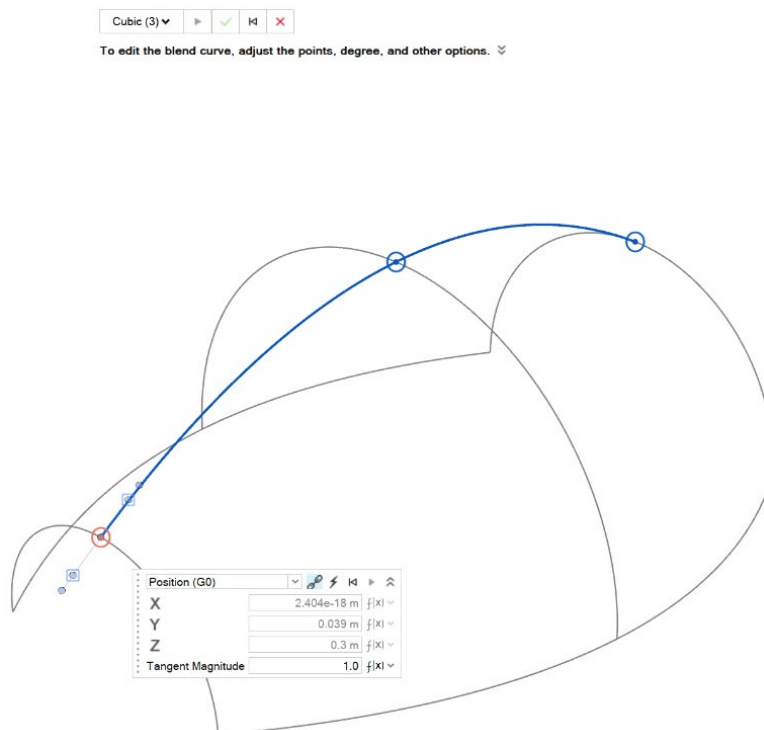 Cubic (3)
To edit the blend curve, adjust the points, degree, and other options.
Position (G0)
X 2.404e-18 m f(x)
Y 0.039 m f(x)
Z 0.3 m f(x)
Tangent Magnitude 1.0 f(x)